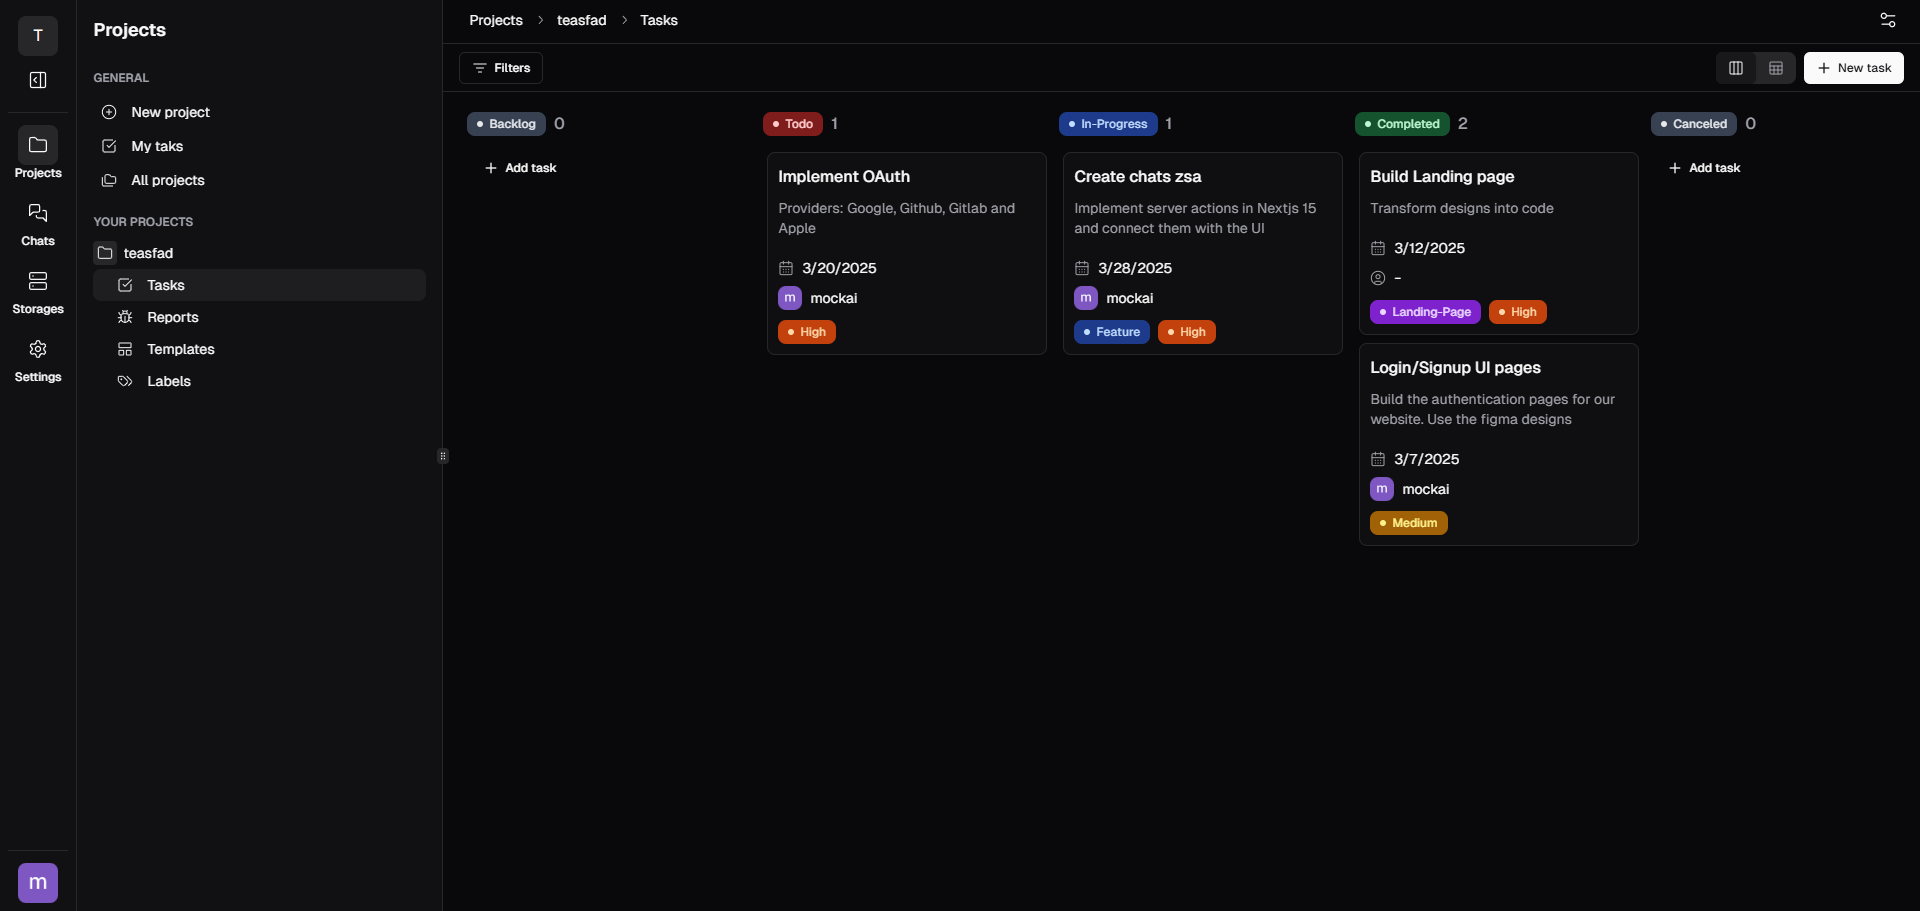 T
Projects
Chats
Storages
Settings
m
Projects
GENERAL
New project
My taks
All projects
YOUR PROJECTS
teasfad
Tasks
Reports
Templates
Labels
Projects > teasfad > Tasks
Filters
New task
Backlog 0
Add task
Todo 1
Implement OAuth
Providers: Google, Github, Gitlab and
Apple
3/20/2025
m mockai
High
In-Progress 1
Create chats zsa
Implement server actions in Nextjs 15
and connect them with the UI
3/28/2025
m mockai
Feature High
Completed 2
Build Landing page
Transform designs into code
3/12/2025
-
Landing-Page High
Login/Signup UI pages
Build the authentication pages for our
website. Use the figma designs
3/7/2025
m mockai
Medium
Canceled 0
Add task